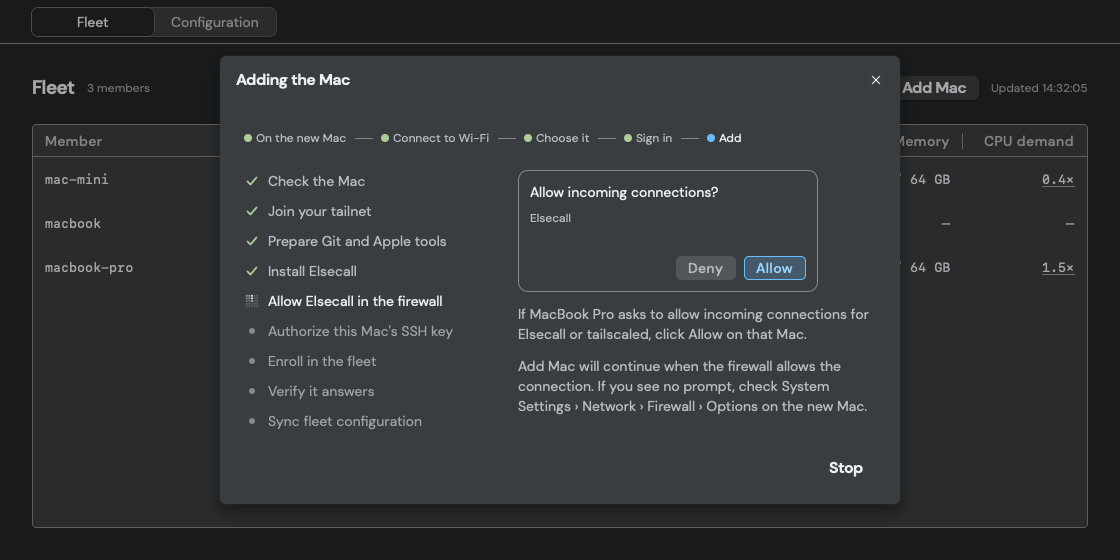 Fleet
Configuration
Fleet
3 members
Add Mac
Updated 14:32:05
Member
Memory
CPU demand
mac-mini
64 GB
0.4×
macbook
—
—
macbook-pro
64 GB
1.5×
Adding the Mac
On the new Mac
Connect to Wi-Fi
Choose it
Sign in
Add
Check the Mac
Join your tailnet
Prepare Git and Apple tools
Install Elsecall
Allow Elsecall in the firewall
Authorize this Mac's SSH key
Enroll in the fleet
Verify it answers
Sync fleet configuration
Allow incoming connections?
Elsecall
Deny
Allow
If MacBook Pro asks to allow incoming connections for
Elsecall or tailscaled, click Allow on that Mac.
Add Mac will continue when the firewall allows the
connection. If you see no prompt, check System
Settings › Network › Firewall › Options on the new Mac.
Stop